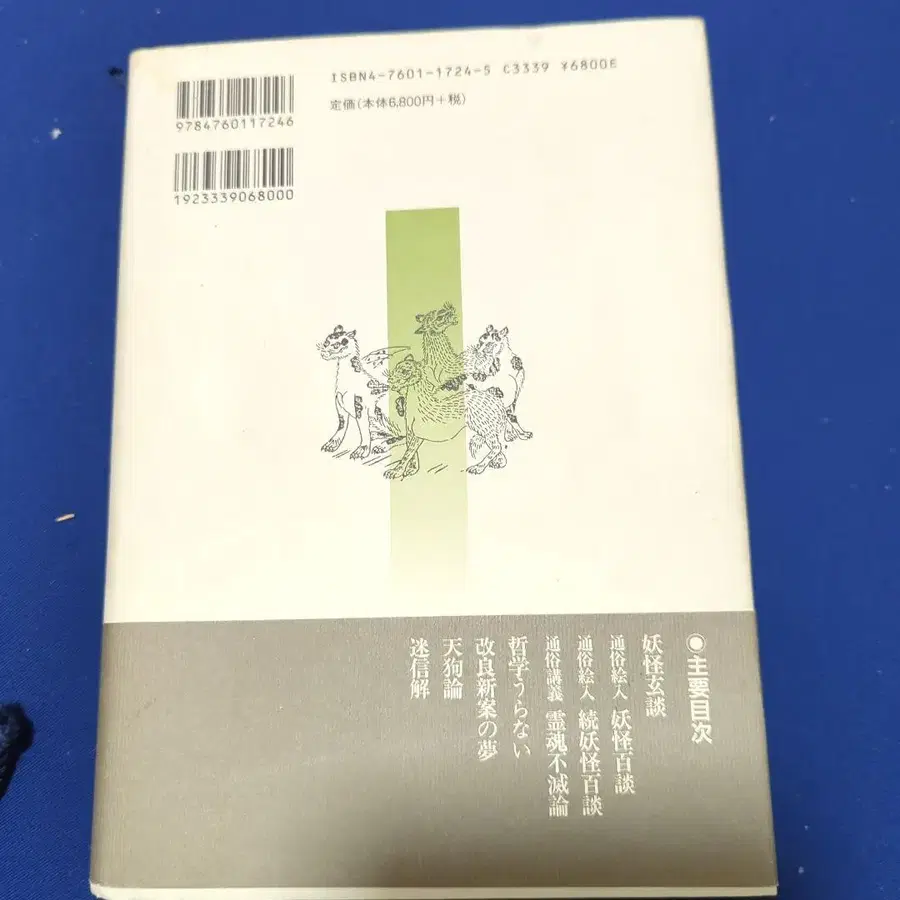 ISBN4-7601-1724-5 C3339 ¥6800E
定価(本体6,800円+税)
9784760117246
1923339068000
●主要目次
妖怪玄談
通俗絵入 妖怪百談
通俗絵入 続妖怪百談
通俗講義 霊魂不滅論
哲学うらない
改良新案の夢
天狗論
迷信解